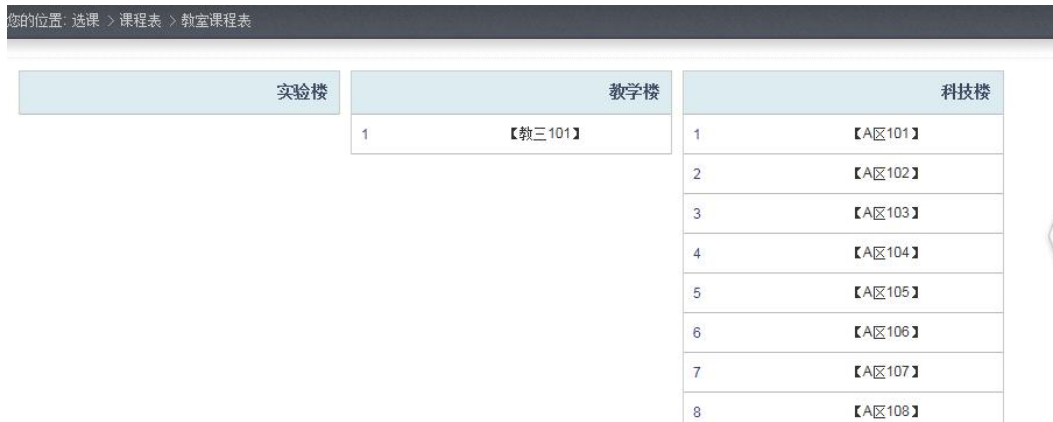 您的位置: 选课 > 课程表 > 教室课程表
实验楼 教学楼 科技楼
1 【教三101】 1 【A区101】
2 【A区102】
3 【A区103】
4 【A区104】
5 【A区105】
6 【A区106】
7 【A区107】
8 【A区108】